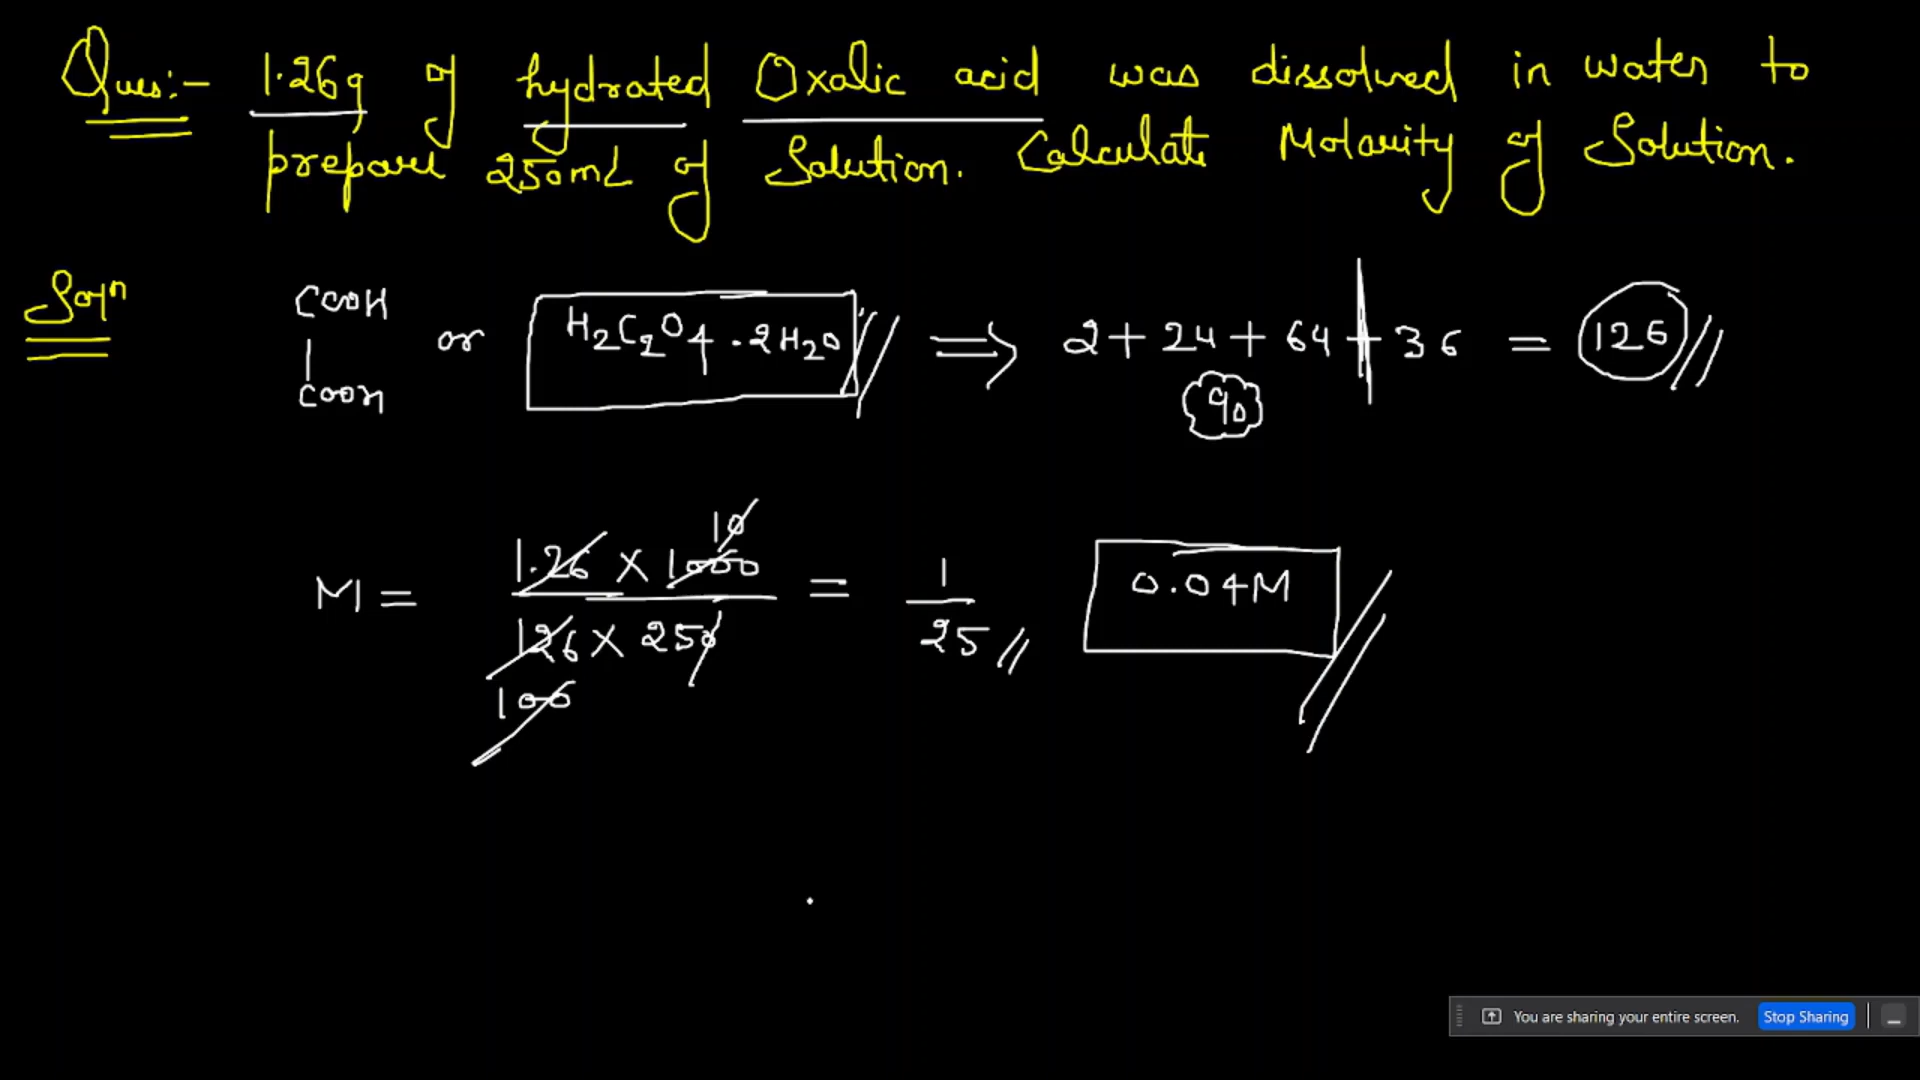 Ques:- 1.26g of hydrated Oxalic acid was dissolved in water to
prepare 250mL of Solution. Calculate Molarity of Solution.
Solⁿ
COOH
|
COOH
or H₂C₂O₄.2H₂O ⇒ 2+24+64+36 = 126
90
10
M = 1.26 × 1000 / 126 × 250 = 1/25 0.04M
100
You are sharing your entire screen. Stop Sharing